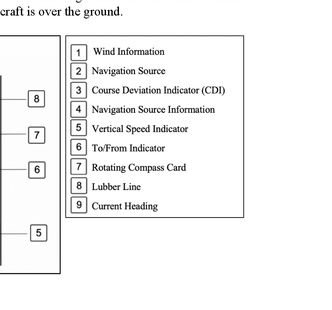 craft is over the ground.
1 Wind Information
2 Navigation Source
3 Course Deviation Indicator (CDI)
4 Navigation Source Information
5 Vertical Speed Indicator
6 To/From Indicator
7 Rotating Compass Card
8 Lubber Line
9 Current Heading
8
7
6
5